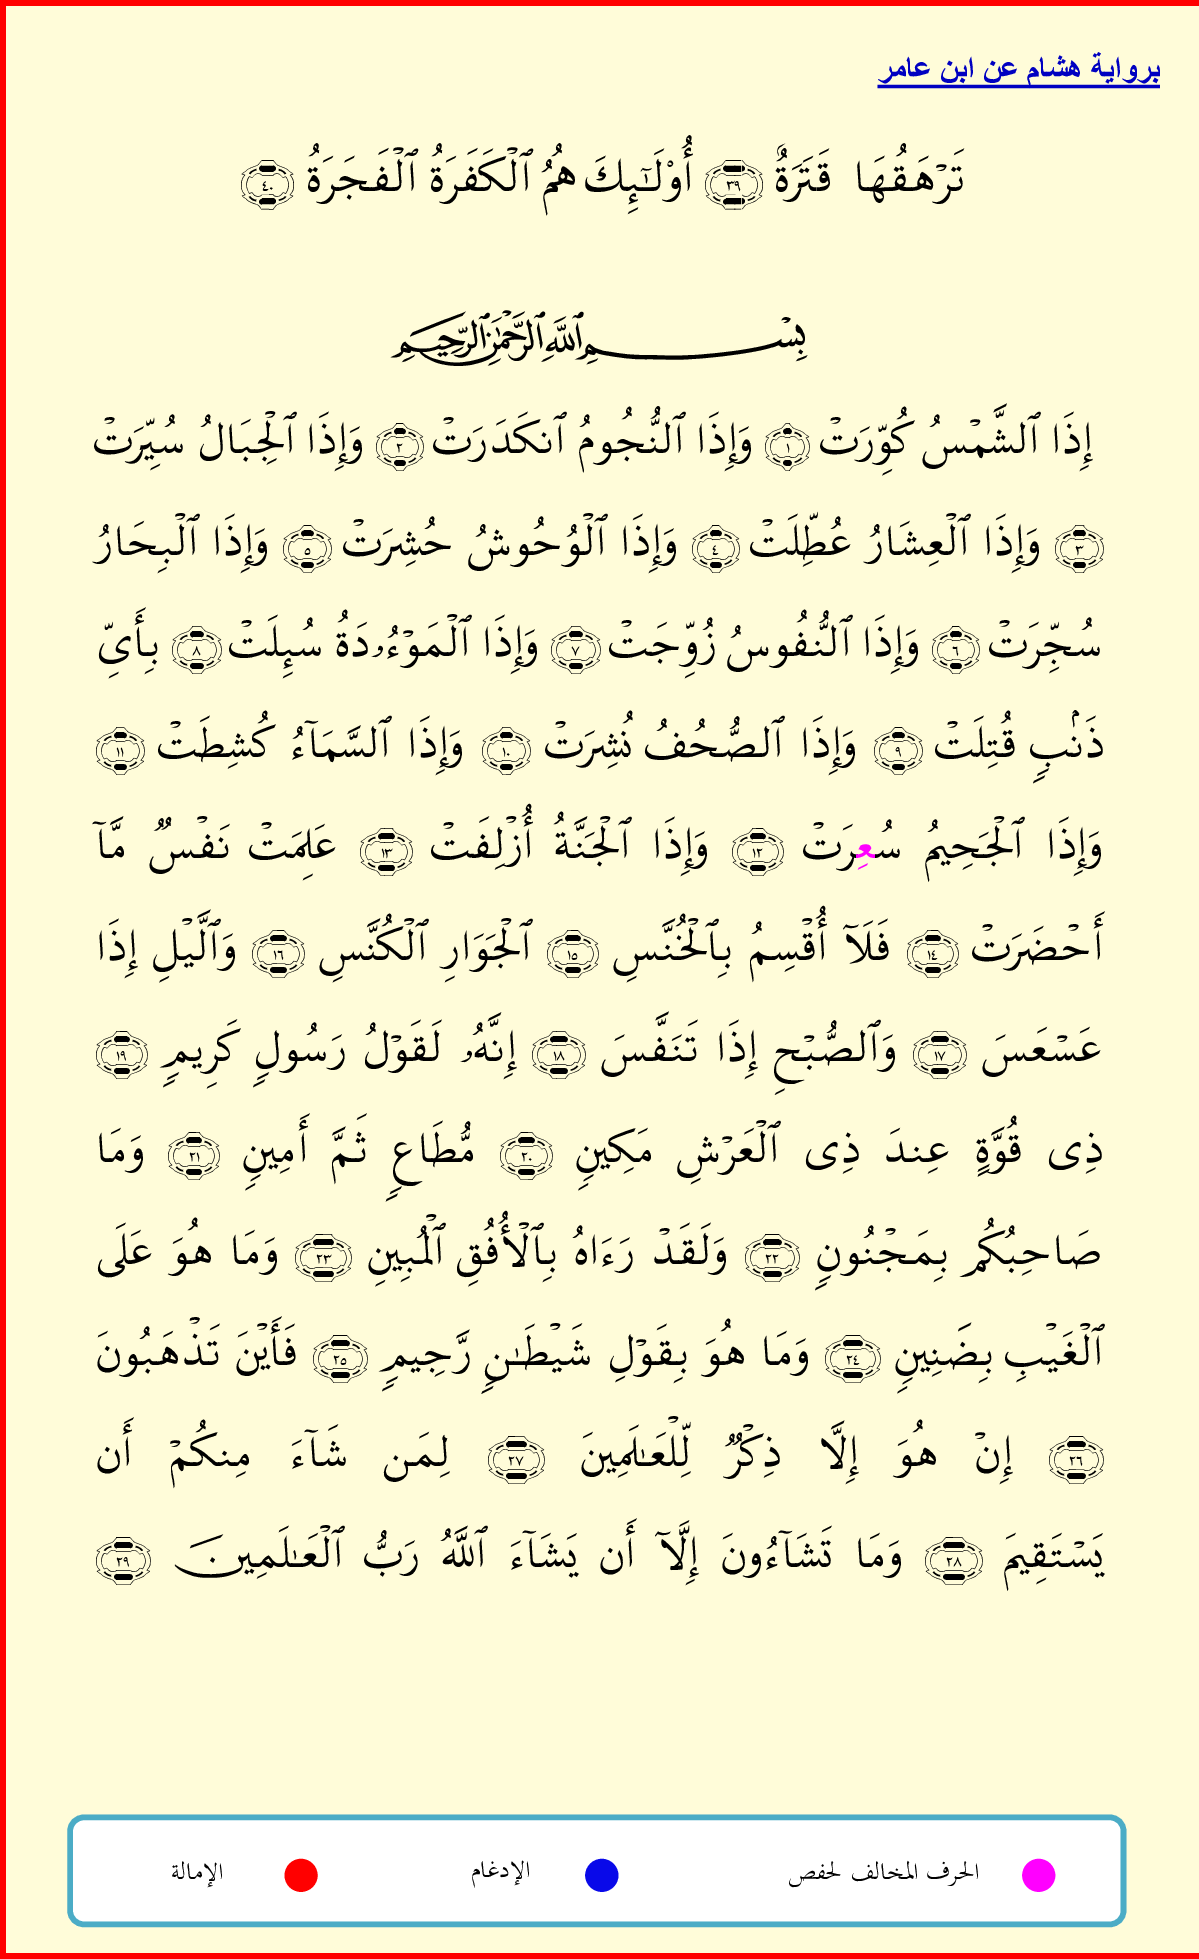 برواية هشام عن ابن عامر
تَرْهَقُهَا قَتَرَةٌ ٣٩ أُوْلَـٰٓئِكَ هُمُ ٱلْكَفَرَةُ ٱلْفَجَرَةُ ٤٠
بِسْمِ ٱللَّهِ ٱلرَّحْمَٰنِ ٱلرَّحِيمِ
إِذَا ٱلشَّمْسُ كُوِّرَتْ ١ وَإِذَا ٱلنُّجُومُ ٱنكَدَرَتْ ٢ وَإِذَا ٱلْجِبَالُ سُيِّرَتْ
٣ وَإِذَا ٱلْعِشَارُ عُطِّلَتْ ٤ وَإِذَا ٱلْوُحُوشُ حُشِرَتْ ٥ وَإِذَا ٱلْبِحَارُ
سُجِّرَتْ ٦ وَإِذَا ٱلنُّفُوسُ زُوِّجَتْ ٧ وَإِذَا ٱلْمَوْءُۥدَةُ سُئِلَتْ ٨ بِأَىِّ
ذَنۢبٍ قُتِلَتْ ٩ وَإِذَا ٱلصُّحُفُ نُشِرَتْ ١٠ وَإِذَا ٱلسَّمَآءُ كُشِطَتْ ١١
وَإِذَا ٱلْجَحِيمُ سُعِرَتْ ١٢ وَإِذَا ٱلْجَنَّةُ أُزْلِفَتْ ١٣ عَلِمَتْ نَفْسٌ مَّآ
أَحْضَرَتْ ١٤ فَلَآ أُقْسِمُ بِٱلْخُنَّسِ ١٥ ٱلْجَوَارِ ٱلْكُنَّسِ ١٦ وَٱلَّيْلِ إِذَا
عَسْعَسَ ١٧ وَٱلصُّبْحِ إِذَا تَنَفَّسَ ١٨ إِنَّهُۥ لَقَوْلُ رَسُولٍ كَرِيمٍ ١٩
ذِى قُوَّةٍ عِندَ ذِى ٱلْعَرْشِ مَكِينٍ ٢٠ مُّطَاعٍ ثَمَّ أَمِينٍ ٢١ وَمَا
صَاحِبُكُم بِمَجْنُونٍ ٢٢ وَلَقَدْ رَءَاهُ بِٱلْأُفُقِ ٱلْمُبِينِ ٢٣ وَمَا هُوَ عَلَى
ٱلْغَيْبِ بِضَنِينٍ ٢٤ وَمَا هُوَ بِقَوْلِ شَيْطَـٰنٍ رَّجِيمٍ ٢٥ فَأَيْنَ تَذْهَبُونَ
٢٦ إِنْ هُوَ إِلَّا ذِكْرٌ لِّلْعَـٰلَمِينَ ٢٧ لِمَن شَآءَ مِنكُمْ أَن
يَسْتَقِيمَ ٢٨ وَمَا تَشَآءُونَ إِلَّآ أَن يَشَآءَ ٱللَّهُ رَبُّ ٱلْعَـٰلَمِينَ ٢٩
الحرف المخالف لحفص الإدغام الإمالة